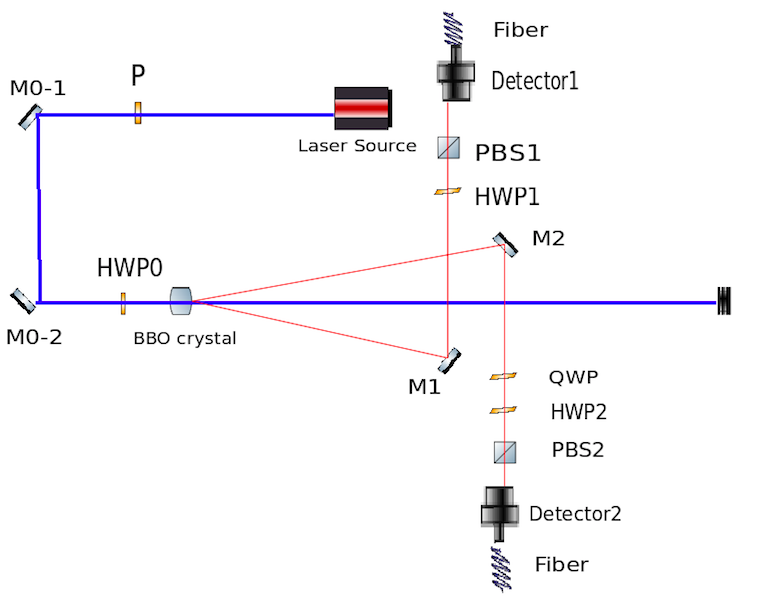 Fiber
P
Detector1
M0-1
Laser Source
PBS1
HWP1
M2
HWP0
M0-2
BBO crystal
M1
QWP
HWP2
PBS2
Detector2
Fiber